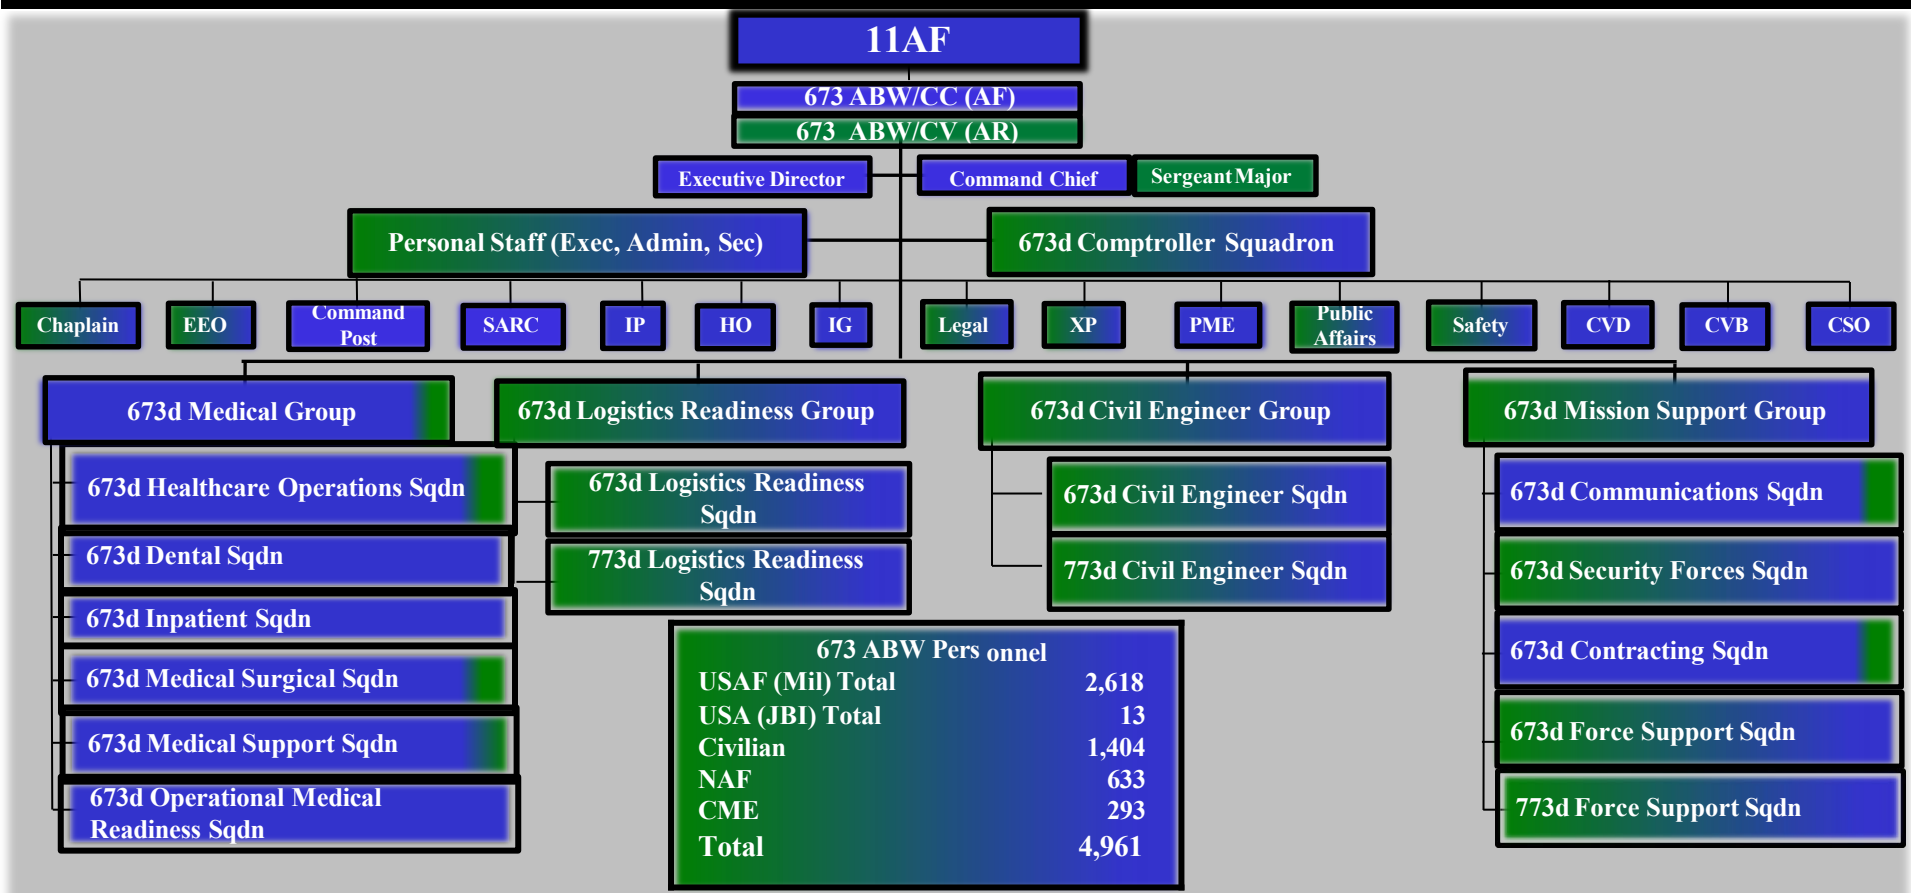 11AF
673 ABW/CC (AF)
673 ABW/CV (AR)
Executive Director
Command Chief
Sergeant Major
Personal Staff (Exec, Admin, Sec)
673d Comptroller Squadron
Chaplain
EEO
Command
Post
SARC
IP
HO
IG
Legal
XP
PME
Public
Affairs
Safety
CVD
CVB
CSO
673d Medical Group
673d Healthcare Operations Sqdn
673d Dental Sqdn
673d Inpatient Sqdn
673d Medical Surgical Sqdn
673d Medical Support Sqdn
673d Operational Medical
Readiness Sqdn
673d Logistics Readiness Group
673d Logistics Readiness
Sqdn
773d Logistics Readiness
Sqdn
673d Civil Engineer Group
673d Civil Engineer Sqdn
773d Civil Engineer Sqdn
673d Mission Support Group
673d Communications Sqdn
673d Security Forces Sqdn
673d Contracting Sqdn
673d Force Support Sqdn
773d Force Support Sqdn
673 ABW Pers onnel
USAF (Mil) Total 2,618
USA (JBI) Total 13
Civilian 1,404
NAF 633
CME 293
Total 4,961